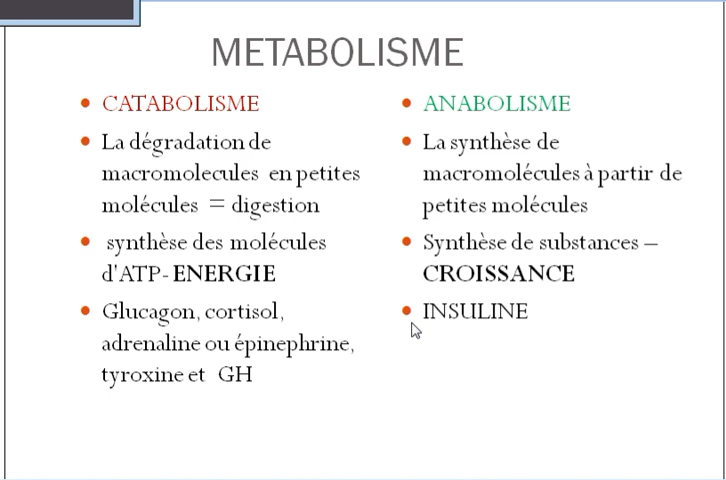 METABOLISME
CATABOLISME
La dégradation de
macromolecules en petites
molécules = digestion
synthèse des molécules
d'ATP- ENERGIE
Glucagon, cortisol,
adrenaline ou épinephrine,
tyroxine et GH
ANABOLISME
La synthèse de
macromolécules à partir de
petites molécules
Synthèse de substances –
CROISSANCE
INSULINE